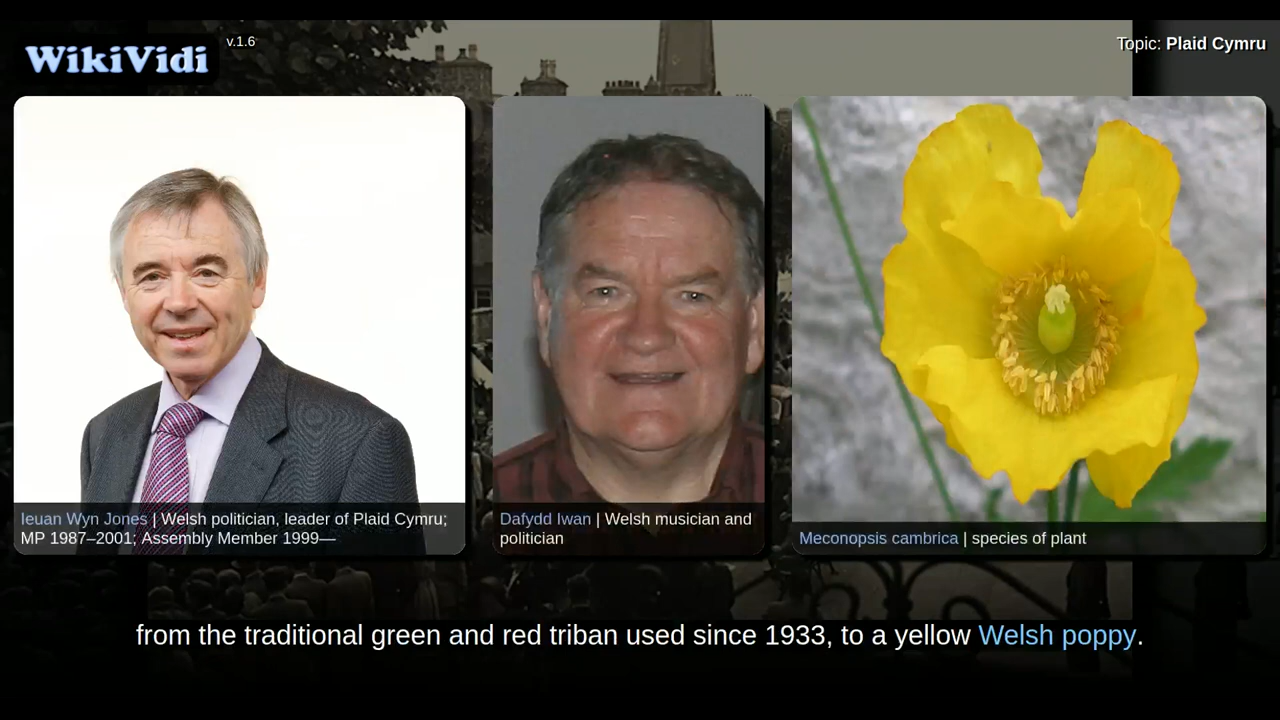 WikiVidi
v.1.6
Topic: Plaid Cymru
Ieuan Wyn Jones | Welsh politician, leader of Plaid Cymru;
MP 1987–2001; Assembly Member 1999—
Dafydd Iwan | Welsh musician and
politician
Meconopsis cambrica | species of plant
from the traditional green and red triban used since 1933, to a yellow Welsh poppy.